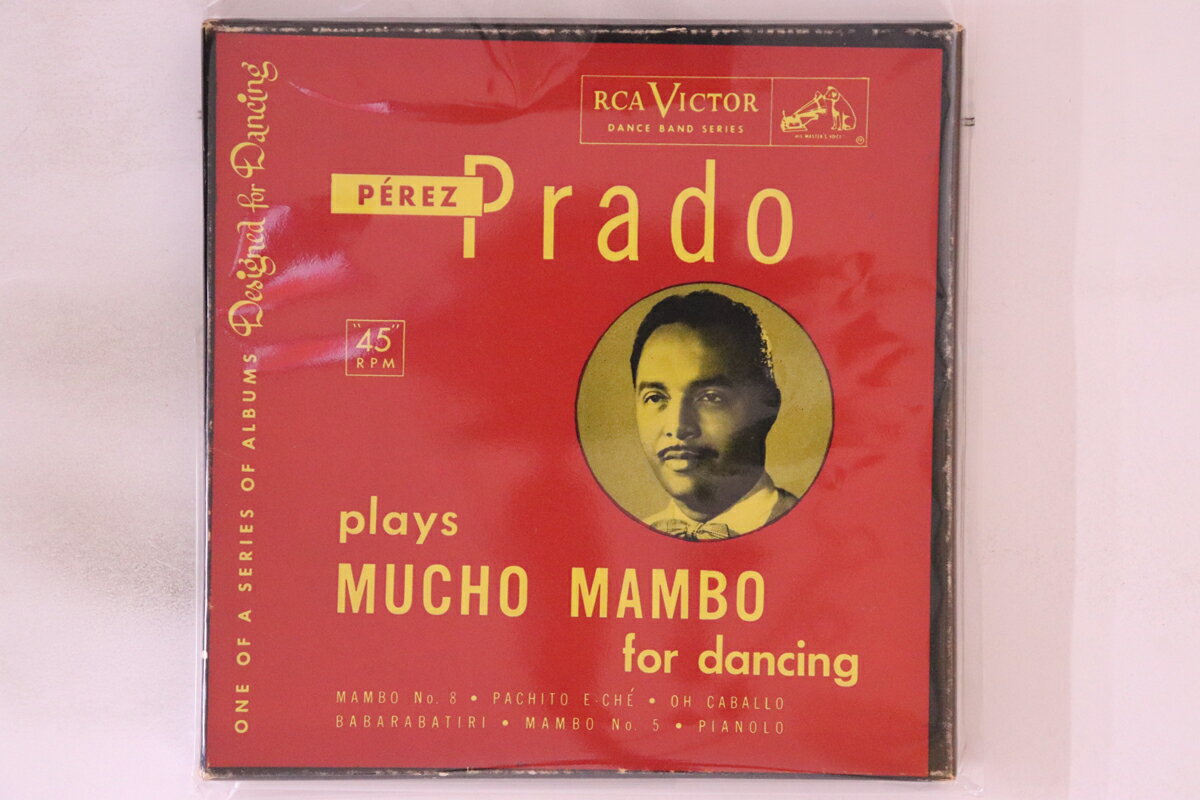 ONE OF A SERIES OF ALBUMS Designed for Dancing
RCA VICTOR
DANCE BAND SERIES
HIS MASTER'S VOICE
PÉREZ Prado
"45"
RPM
plays
MUCHO MAMBO
for dancing
MAMBO No. 8 • PACHITO E-CHÉ • OH CABALLO
BABARABATIRI • MAMBO No. 5 • PIANOLO